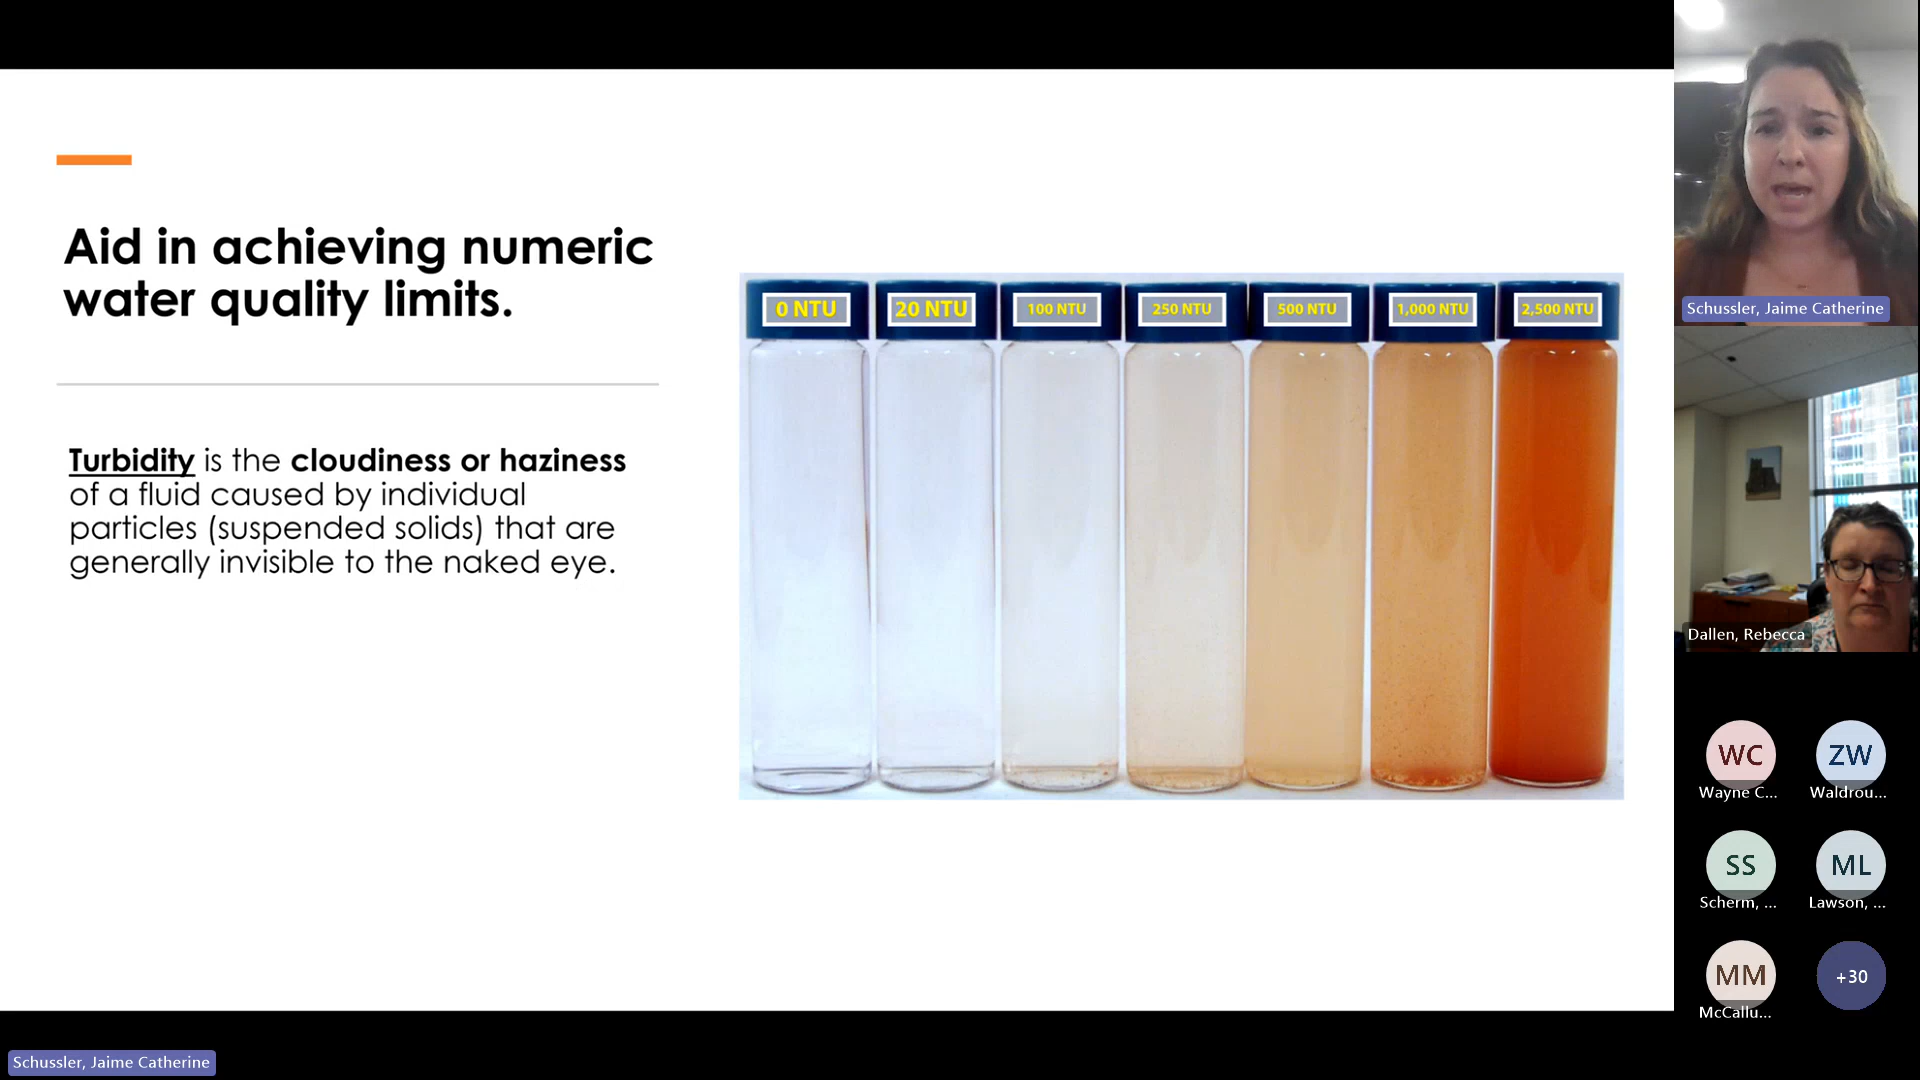 Aid in achieving numeric
water quality limits.
Turbidity is the cloudiness or haziness
of a fluid caused by individual
particles (suspended solids) that are
generally invisible to the naked eye.
0 NTU
20 NTU
100 NTU
250 NTU
500 NTU
1,000 NTU
2,500 NTU
Schussler, Jaime Catherine
Dallen, Rebecca
WC
Wayne C...
ZW
Waldrou...
SS
Scherm, ...
ML
Lawson, ...
MM
McCallu...
+30
Schussler, Jaime Catherine